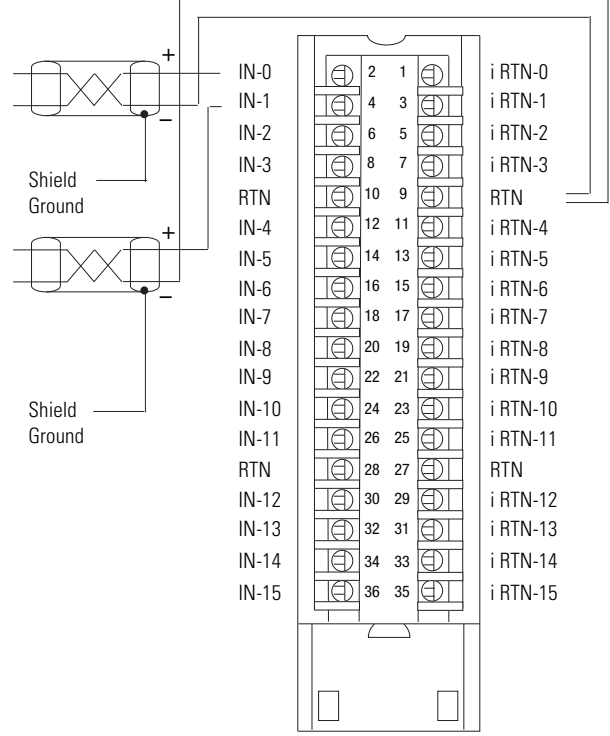 +
IN-0 2 1 i RTN-0
IN-1 4 3 i RTN-1
–
IN-2 6 5 i RTN-2
IN-3 8 7 i RTN-3
Shield
Ground
RTN 10 9 RTN
+
IN-4 12 11 i RTN-4
IN-5 14 13 i RTN-5
IN-6 16 15 i RTN-6
–
IN-7 18 17 i RTN-7
IN-8 20 19 i RTN-8
IN-9 22 21 i RTN-9
Shield
Ground
IN-10 24 23 i RTN-10
IN-11 26 25 i RTN-11
RTN 28 27 RTN
IN-12 30 29 i RTN-12
IN-13 32 31 i RTN-13
IN-14 34 33 i RTN-14
IN-15 36 35 i RTN-15